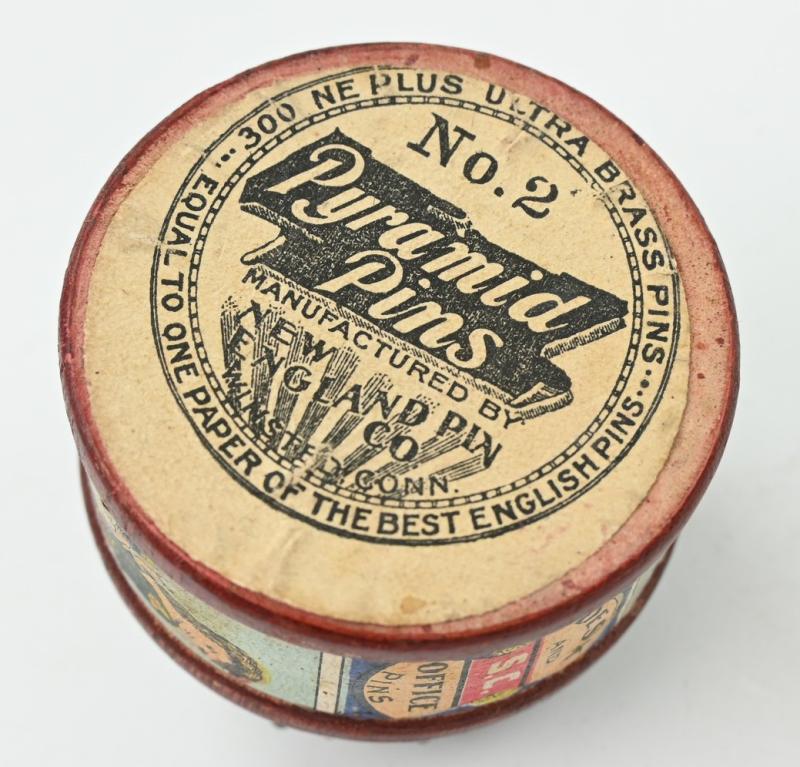 300 NE PLUS ULTRA BRASS PINS...
EQUAL TO ONE PAPER OF THE BEST ENGLISH PINS...
No. 2
Pyramid
Pins
MANUFACTURED BY
NEW
ENGLAND PIN
CO
WINSTED, CONN.
OFFICE
PINS
S.E.
AND